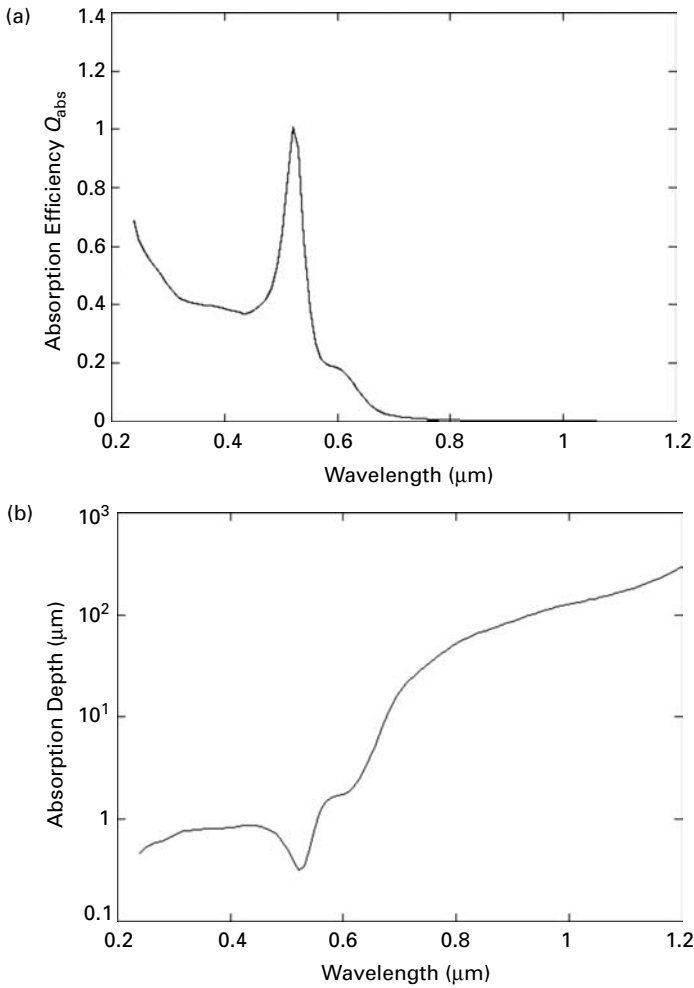 (a)
1.4
1.2
1
0.8
0.6
0.4
0.2
0
Absorption Efficiency Qabs
0.2 0.4 0.6 0.8 1 1.2
Wavelength (μm)
(b)
10³
10²
10¹
1
0.1
Absorption Depth (μm)
0.2 0.4 0.6 0.8 1 1.2
Wavelength (μm)